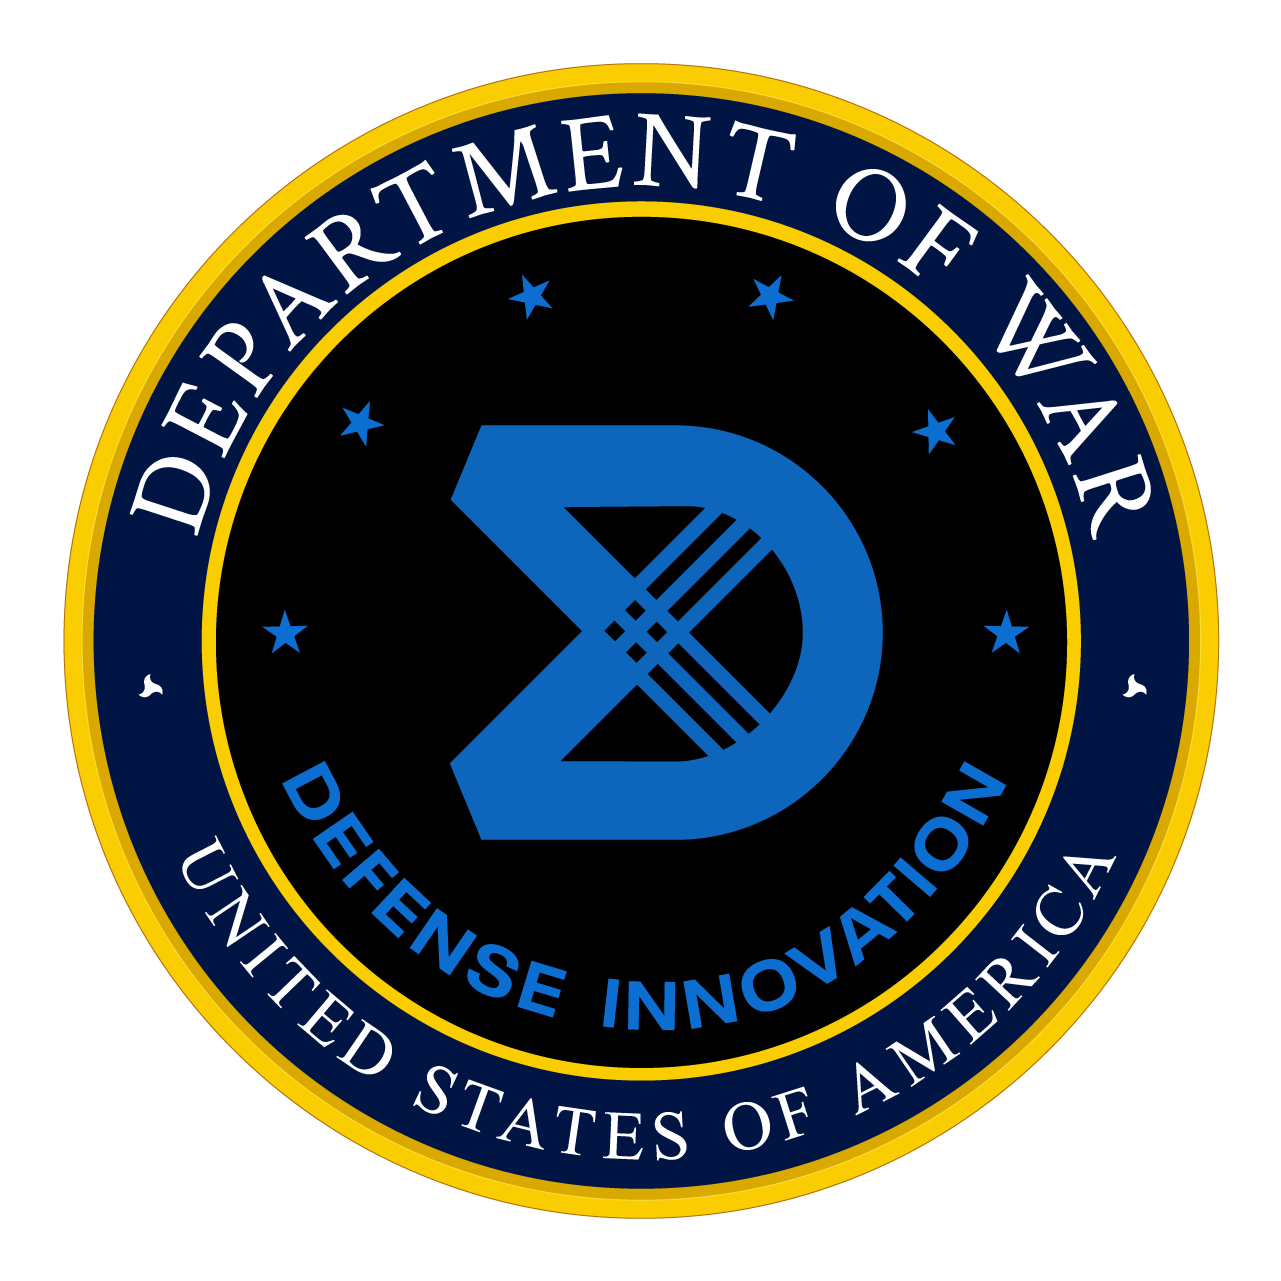 DEPARTMENT OF WAR
DEFENSE INNOVATION
UNITED STATES OF AMERICA